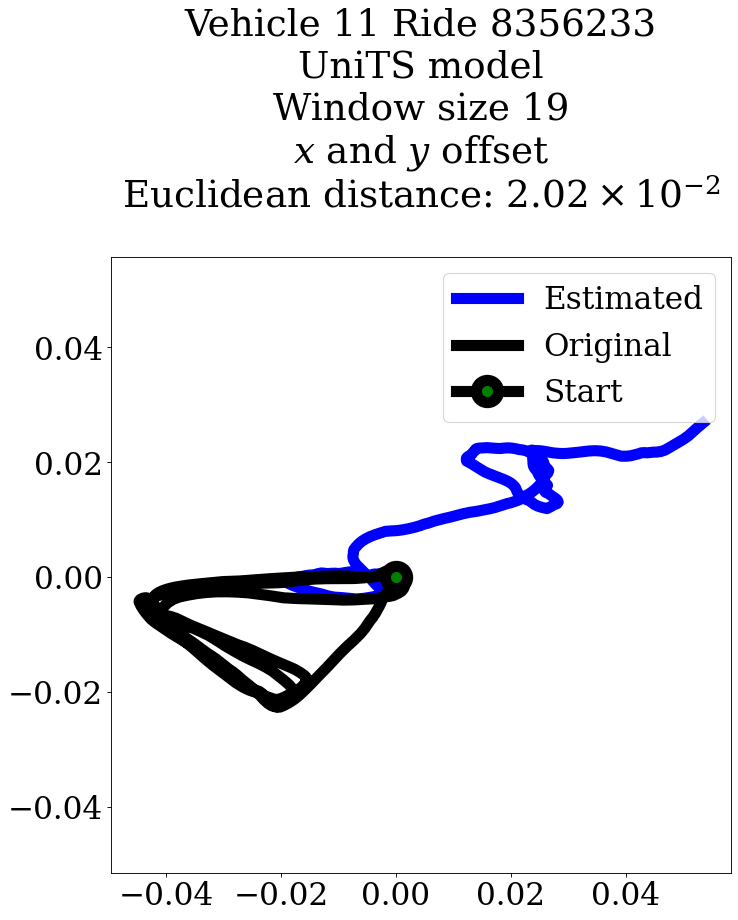 Vehicle 11 Ride 8356233
UniTS model
Window size 19
x and y offset
Euclidean distance: 2.02 × 10⁻²
Estimated
Original
Start
0.04
0.02
0.00
−0.02
−0.04
−0.04 −0.02 0.00 0.02 0.04